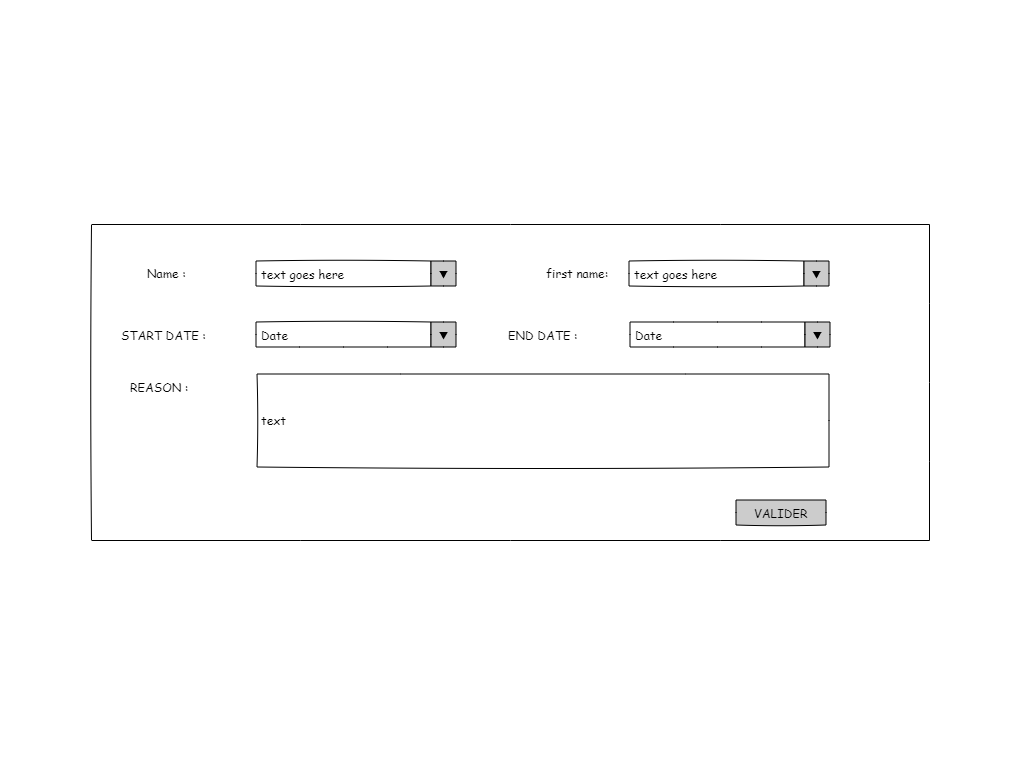 Name :
text goes here
first name:
text goes here
START DATE :
Date
END DATE :
Date
REASON :
text
VALIDER